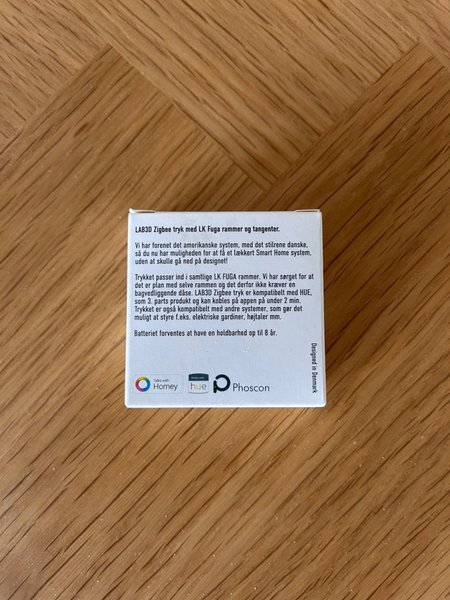 LAB3D Zigbee tryk med LK Fuga rammer og tangenter.
Vi har forenet det amerikanske system, med det stilrene danske,
så du nu har muligheden for at få et lækkert Smart Home system,
uden at skulle gå ned på designet!
Trykket passer ind i samtlige LK FUGA rammer. Vi har sørget for at
det er plan med selve rammen og det derfor ikke kræver en
bagvedliggende dåse. LAB3D Zigbee tryk er kompatibelt med HUE,
som 3. parts produkt og kan kobles på appen på under 2 min.
Trykket er også kompatibelt med andre systemer, som gør det
muligt at styre f.eks. elektriske gardiner, højtaler mm.
Batteriet forventes at have en holdbarhed op til 8 år.
Designed in Denmark
Talks with
Homey
hue
Phoscon